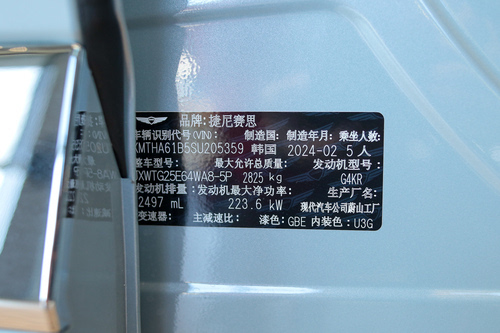 品牌: 捷尼赛思
车辆识别代号(VIN): 制造国: 制造年月: 乘坐人数:
KMTHA61B5SU205359 韩国 2024-02 5人
整车型号: 最大允许总质量: 发动机型号:
JXWTG25E64WA8-5P 2825 kg G4KR
发动机排量: 发动机最大净功率: 生产厂名:
2497 mL 223.6 kW 现代汽车公司蔚山工厂
变速器: 主减速比: 漆色: GBE 内装色: U3G